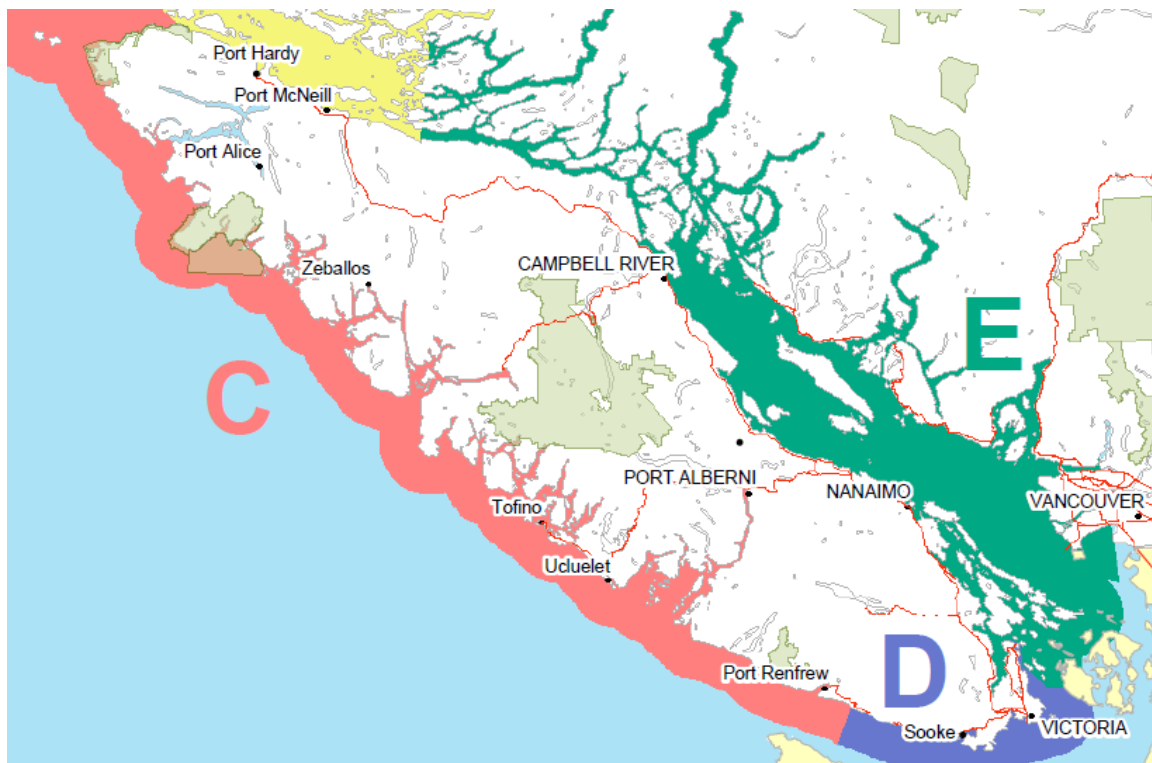 Port Hardy
Port McNeill
Port Alice
CAMPBELL RIVER
Zeballos
E
C
PORT. ALBERNI
NANAIMO
VANCOUVER
Tofino
Ucluelet
D
Port Renfrew
Sooke
VICTORIA